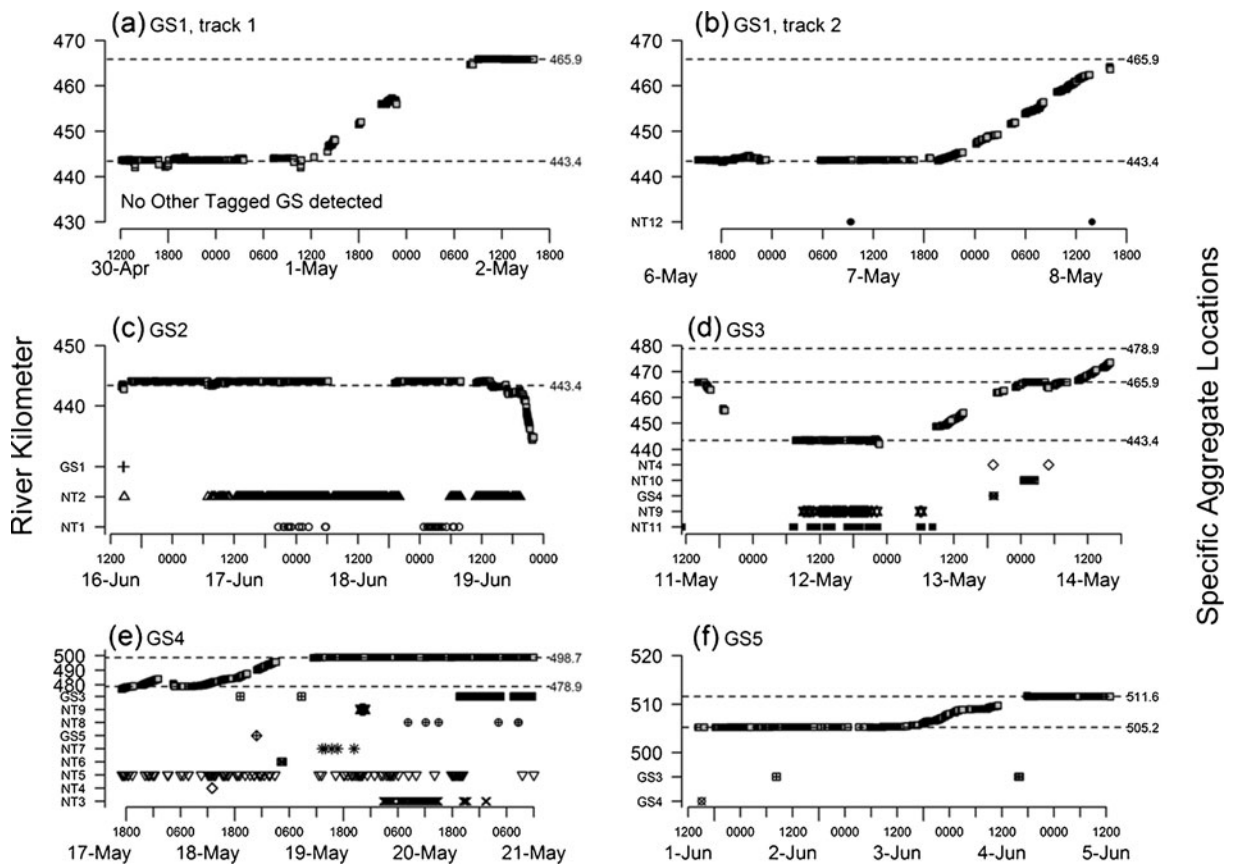 (a) GS1, track 1
470
460
450
440
430
465.9
443.4
No Other Tagged GS detected
1200 1800 0000 0600 1200 1800 0000 0600 1200 1800
30-Apr 1-May 2-May
(b) GS1, track 2
470
460
450
440
465.9
443.4
NT12
1800 0000 0600 1200 1800 0000 0600 1200 1800
6-May 7-May 8-May
(c) GS2
450
440
443.4
GS1
NT2
NT1
1200 0000 1200 0000 1200 0000 1200 0000
16-Jun 17-Jun 18-Jun 19-Jun
(d) GS3
480
470
460
450
440
478.9
465.9
443.4
NT4
NT10
GS4
NT9
NT11
1200 0000 1200 0000 1200 0000 1200
11-May 12-May 13-May 14-May
(e) GS4
500
490
480
498.7
478.9
GS3
NT9
NT8
GS5
NT7
NT6
NT5
NT4
NT3
1800 0600 1800 0600 1800 0600 1800 0600
17-May 18-May 19-May 20-May 21-May
(f) GS5
520
510
500
511.6
505.2
GS3
GS4
1200 0000 1200 0000 1200 0000 1200 0000 1200
1-Jun 2-Jun 3-Jun 4-Jun 5-Jun
River Kilometer
Specific Aggregate Locations